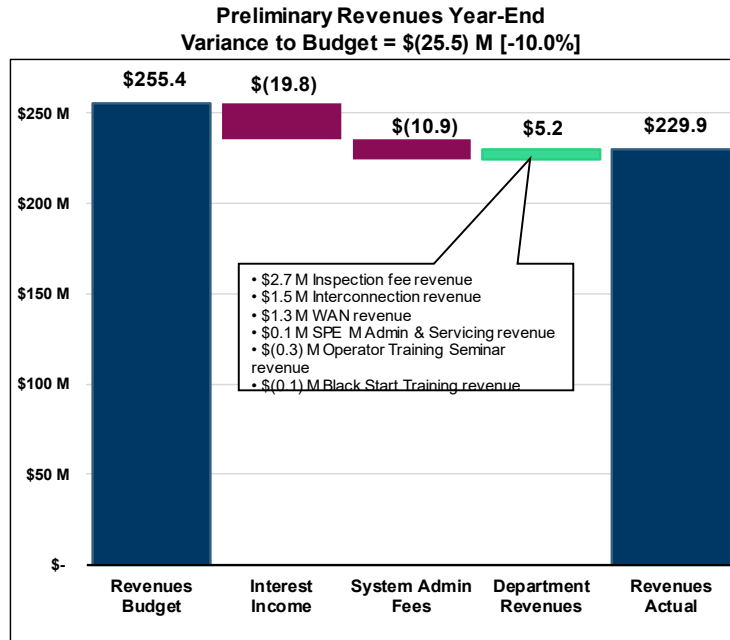 Preliminary Revenues Year-End
Variance to Budget = $(25.5) M [-10.0%]
$255.4
$(19.8)
$(10.9)
$5.2
$229.9
$250 M
$200 M
$150 M
$100 M
$50 M
$-
• $2.7 M Inspection fee revenue
• $1.5 M Interconnection revenue
• $1.3 M WAN revenue
• $0.1 M SPE M Admin & Servicing revenue
• $(0.3) M Operator Training Seminar
revenue
• $(0.1) M Black Start Training revenue
Revenues
Budget
Interest
Income
System Admin
Fees
Department
Revenues
Revenues
Actual